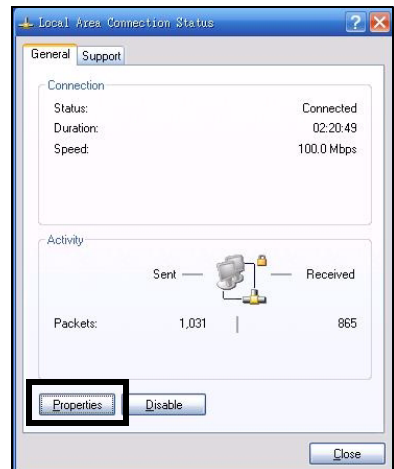 Local Area Connection Status
General Support
Connection
Status: Connected
Duration: 02:20:49
Speed: 100.0 Mbps
Activity
Sent Received
Packets: 1,031 865
Properties Disable
Close